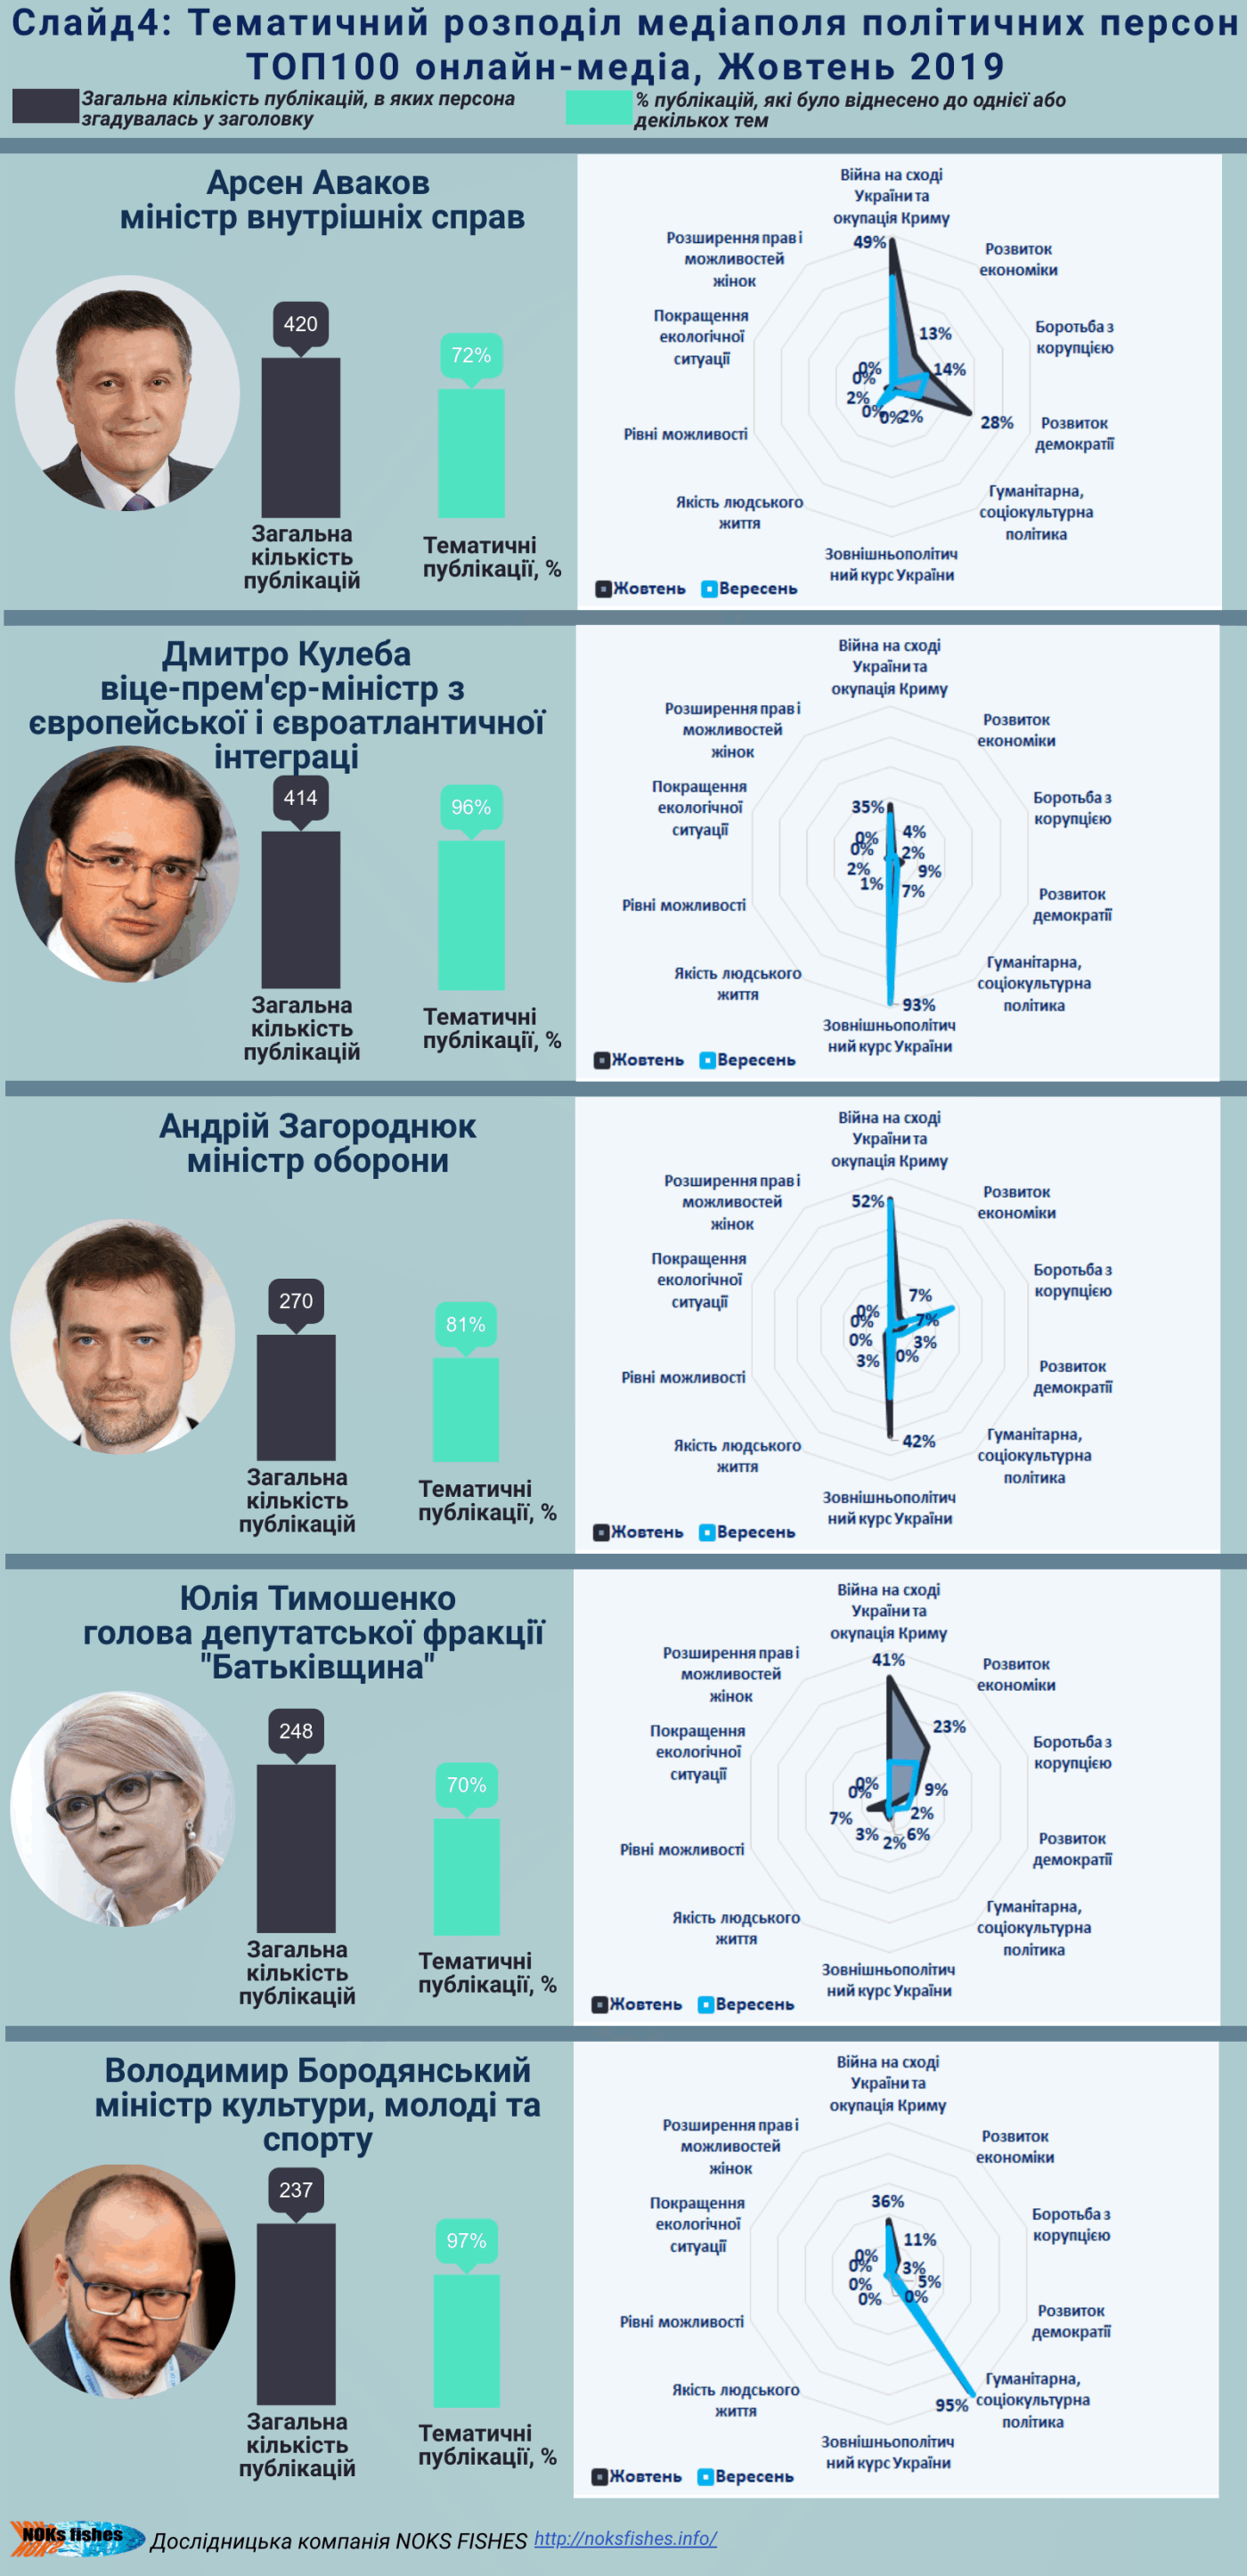 Слайд4: Тематичний розподіл медіаполя політичних персон
ТОП100 онлайн-медіа, Жовтень 2019
Загальна кількість публікацій, в яких персона
згадувалась у заголовку
% публікацій, які було віднесено до однієї або
декількох тем
Арсен Аваков
міністр внутрішніх справ
420
72%
Загальна
кількість
публікацій
Тематичні
публікації, %
Війна на сході
України та
окупація Криму
49%
Розвиток
економіки
13%
Боротьба з
корупцією
14%
Розвиток
демократії
28%
Гуманітарна,
соціокультурна
політика
2%
Зовнішньополітич
ний курс України
0%
Якість людського
життя
0%
Рівні можливості
2%
Покращення
екологічної
ситуації
0%
Розширення прав і
можливостей
жінок
0%
Жовтень
Вересень
Дмитро Кулеба
віце-прем'єр-міністр з
європейської і євроатлантичної
інтеграці
414
96%
Загальна
кількість
публікацій
Тематичні
публікації, %
Війна на сході
України та
окупація Криму
35%
Розвиток
економіки
4%
Боротьба з
корупцією
2%
Розвиток
демократії
9%
Гуманітарна,
соціокультурна
політика
7%
Зовнішньополітич
ний курс України
93%
Якість людського
життя
1%
Рівні можливості
2%
Покращення
екологічної
ситуації
0%
Розширення прав і
можливостей
жінок
0%
Жовтень
Вересень
Андрій Загороднюк
міністр оборони
270
81%
Загальна
кількість
публікацій
Тематичні
публікації, %
Війна на сході
України та
окупація Криму
52%
Розвиток
економіки
7%
Боротьба з
корупцією
7%
Розвиток
демократії
3%
Гуманітарна,
соціокультурна
політика
0%
Зовнішньополітич
ний курс України
42%
Якість людського
життя
3%
Рівні можливості
0%
Покращення
екологічної
ситуації
0%
Розширення прав і
можливостей
жінок
0%
Жовтень
Вересень
Юлія Тимошенко
голова депутатської фракції
"Батьківщина"
248
70%
Загальна
кількість
публікацій
Тематичні
публікації, %
Війна на сході
України та
окупація Криму
41%
Розвиток
економіки
23%
Боротьба з
корупцією
9%
Розвиток
демократії
2%
Гуманітарна,
соціокультурна
політика
6%
Зовнішньополітич
ний курс України
2%
Якість людського
життя
3%
Рівні можливості
7%
Покращення
екологічної
ситуації
0%
Розширення прав і
можливостей
жінок
0%
Жовтень
Вересень
Володимир Бородянський
міністр культури, молоді та
спорту
237
97%
Загальна
кількість
публікацій
Тематичні
публікації, %
Війна на сході
України та
окупація Криму
36%
Розвиток
економіки
11%
Боротьба з
корупцією
3%
Розвиток
демократії
5%
Гуманітарна,
соціокультурна
політика
95%
Зовнішньополітич
ний курс України
0%
Якість людського
життя
0%
Рівні можливості
0%
Покращення
екологічної
ситуації
0%
Розширення прав і
можливостей
жінок
0%
Жовтень
Вересень
NOKs fishes
Дослідницька компанія NOKS FISHES http://noksfishes.info/